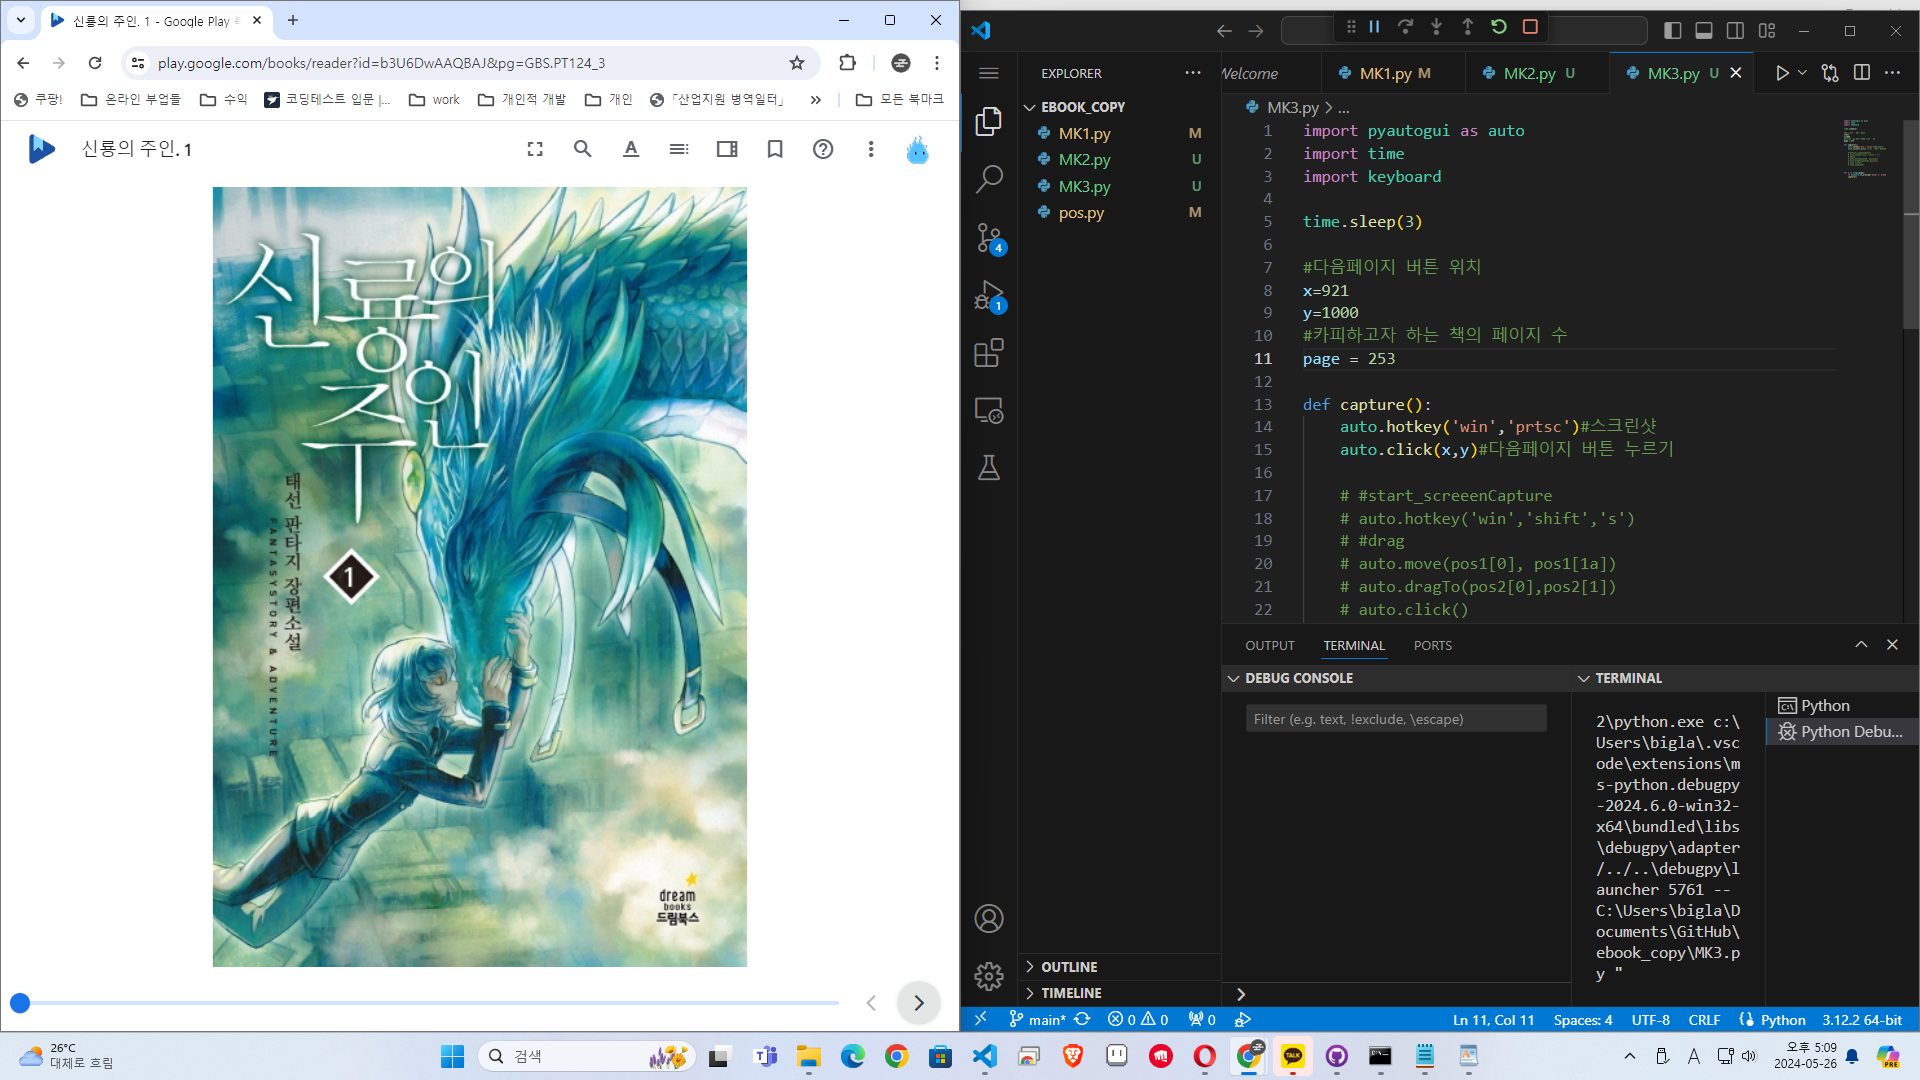 신룡의 주인. 1 - Google Play
play.google.com/books/reader?id=b3U6DwAAQBAJ&pg=GBS.PT124_3
쿠팡!
온라인 부업들
수익
코딩테스트 입문 |...
work
개인적 개발
개인
「산업지원 병역일터」
»
모든 북마크
신룡의 주인. 1
신룡의
주인
태선 판타지 장편소설
FANTASYSTORY & ADVENTURE
1
dream
books
드림북스
EXPLORER
EBOOK_COPY
MK1.py M
MK2.py U
MK3.py U
pos.py M
OUTLINE
TIMELINE
4
1
Welcome
MK1.py M
MK2.py U
MK3.py U
MK3.py > ...
1 import pyautogui as auto
2 import time
3 import keyboard
4
5 time.sleep(3)
6
7 #다음페이지 버튼 위치
8 x=921
9 y=1000
10 #카피하고자 하는 책의 페이지 수
11 page = 253
12
13 def capture():
14 auto.hotkey('win','prtsc')#스크린샷
15 auto.click(x,y)#다음페이지 버튼 누르기
16
17 # #start_screeenCapture
18 # auto.hotkey('win','shift','s')
19 # #drag
20 # auto.move(pos1[0], pos1[1a])
21 # auto.dragTo(pos2[0],pos2[1])
22 # auto.click()
OUTPUT
TERMINAL
PORTS
DEBUG CONSOLE
Filter (e.g. text, !exclude, \escape)
TERMINAL
2\python.exe c:\
Users\bigla\.vsc
ode\extensions\m
s-python.debugpy
-2024.6.0-win32-
x64\bundled\libs
\debugpy\adapter
/../..\debugpy\l
auncher 5761 --
C:\Users\bigla\D
ocuments\GitHub\
ebook_copy\MK3.p
y "
Python
Python Debu...
main*
0
0
0
Ln 11, Col 11
Spaces: 4
UTF-8
CRLF
Python
3.12.2 64-bit
26°C
대체로 흐림
검색
TALK
A
오후 5:09
2024-05-26
PRE